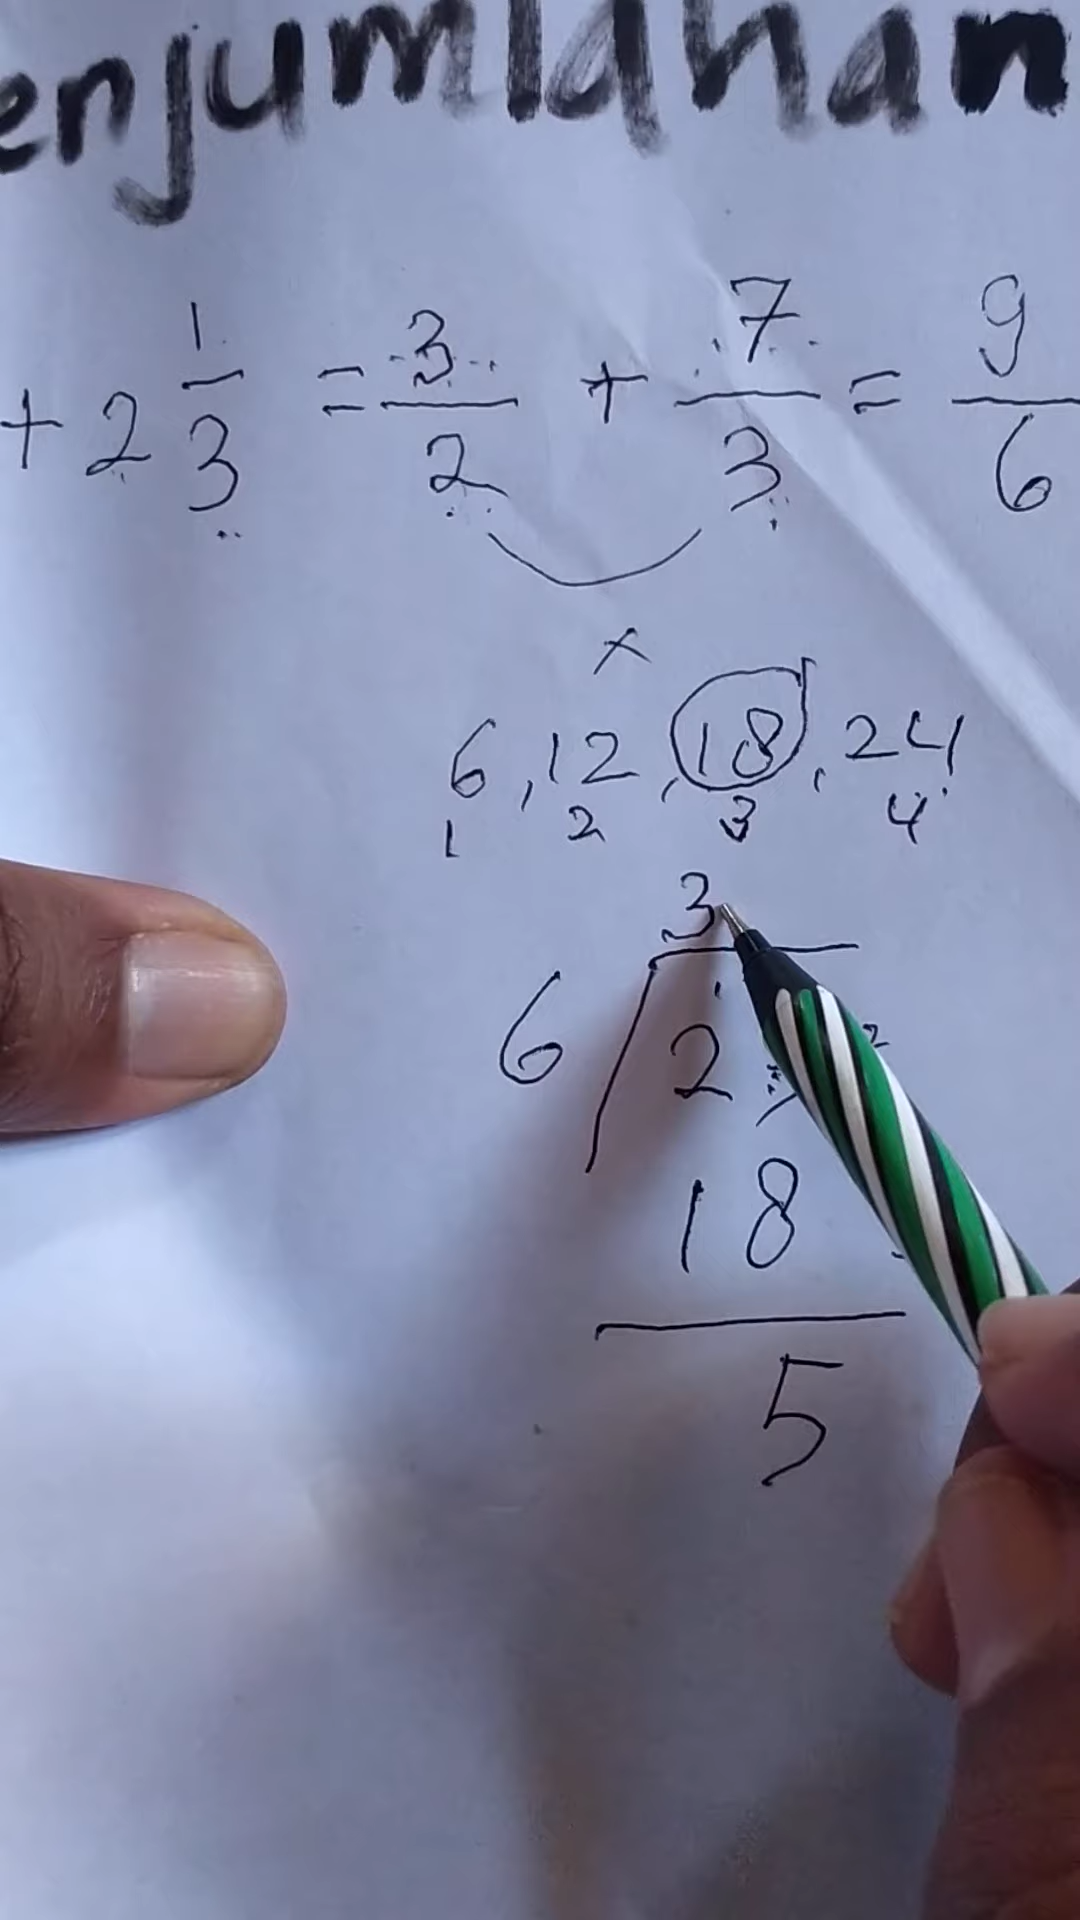 enjumlahan
+ 2 1/3 = 3/2 + 7/3 = 9/6
×
6, 12, 18, 24
1 2 3 4
3
6 2
18
5